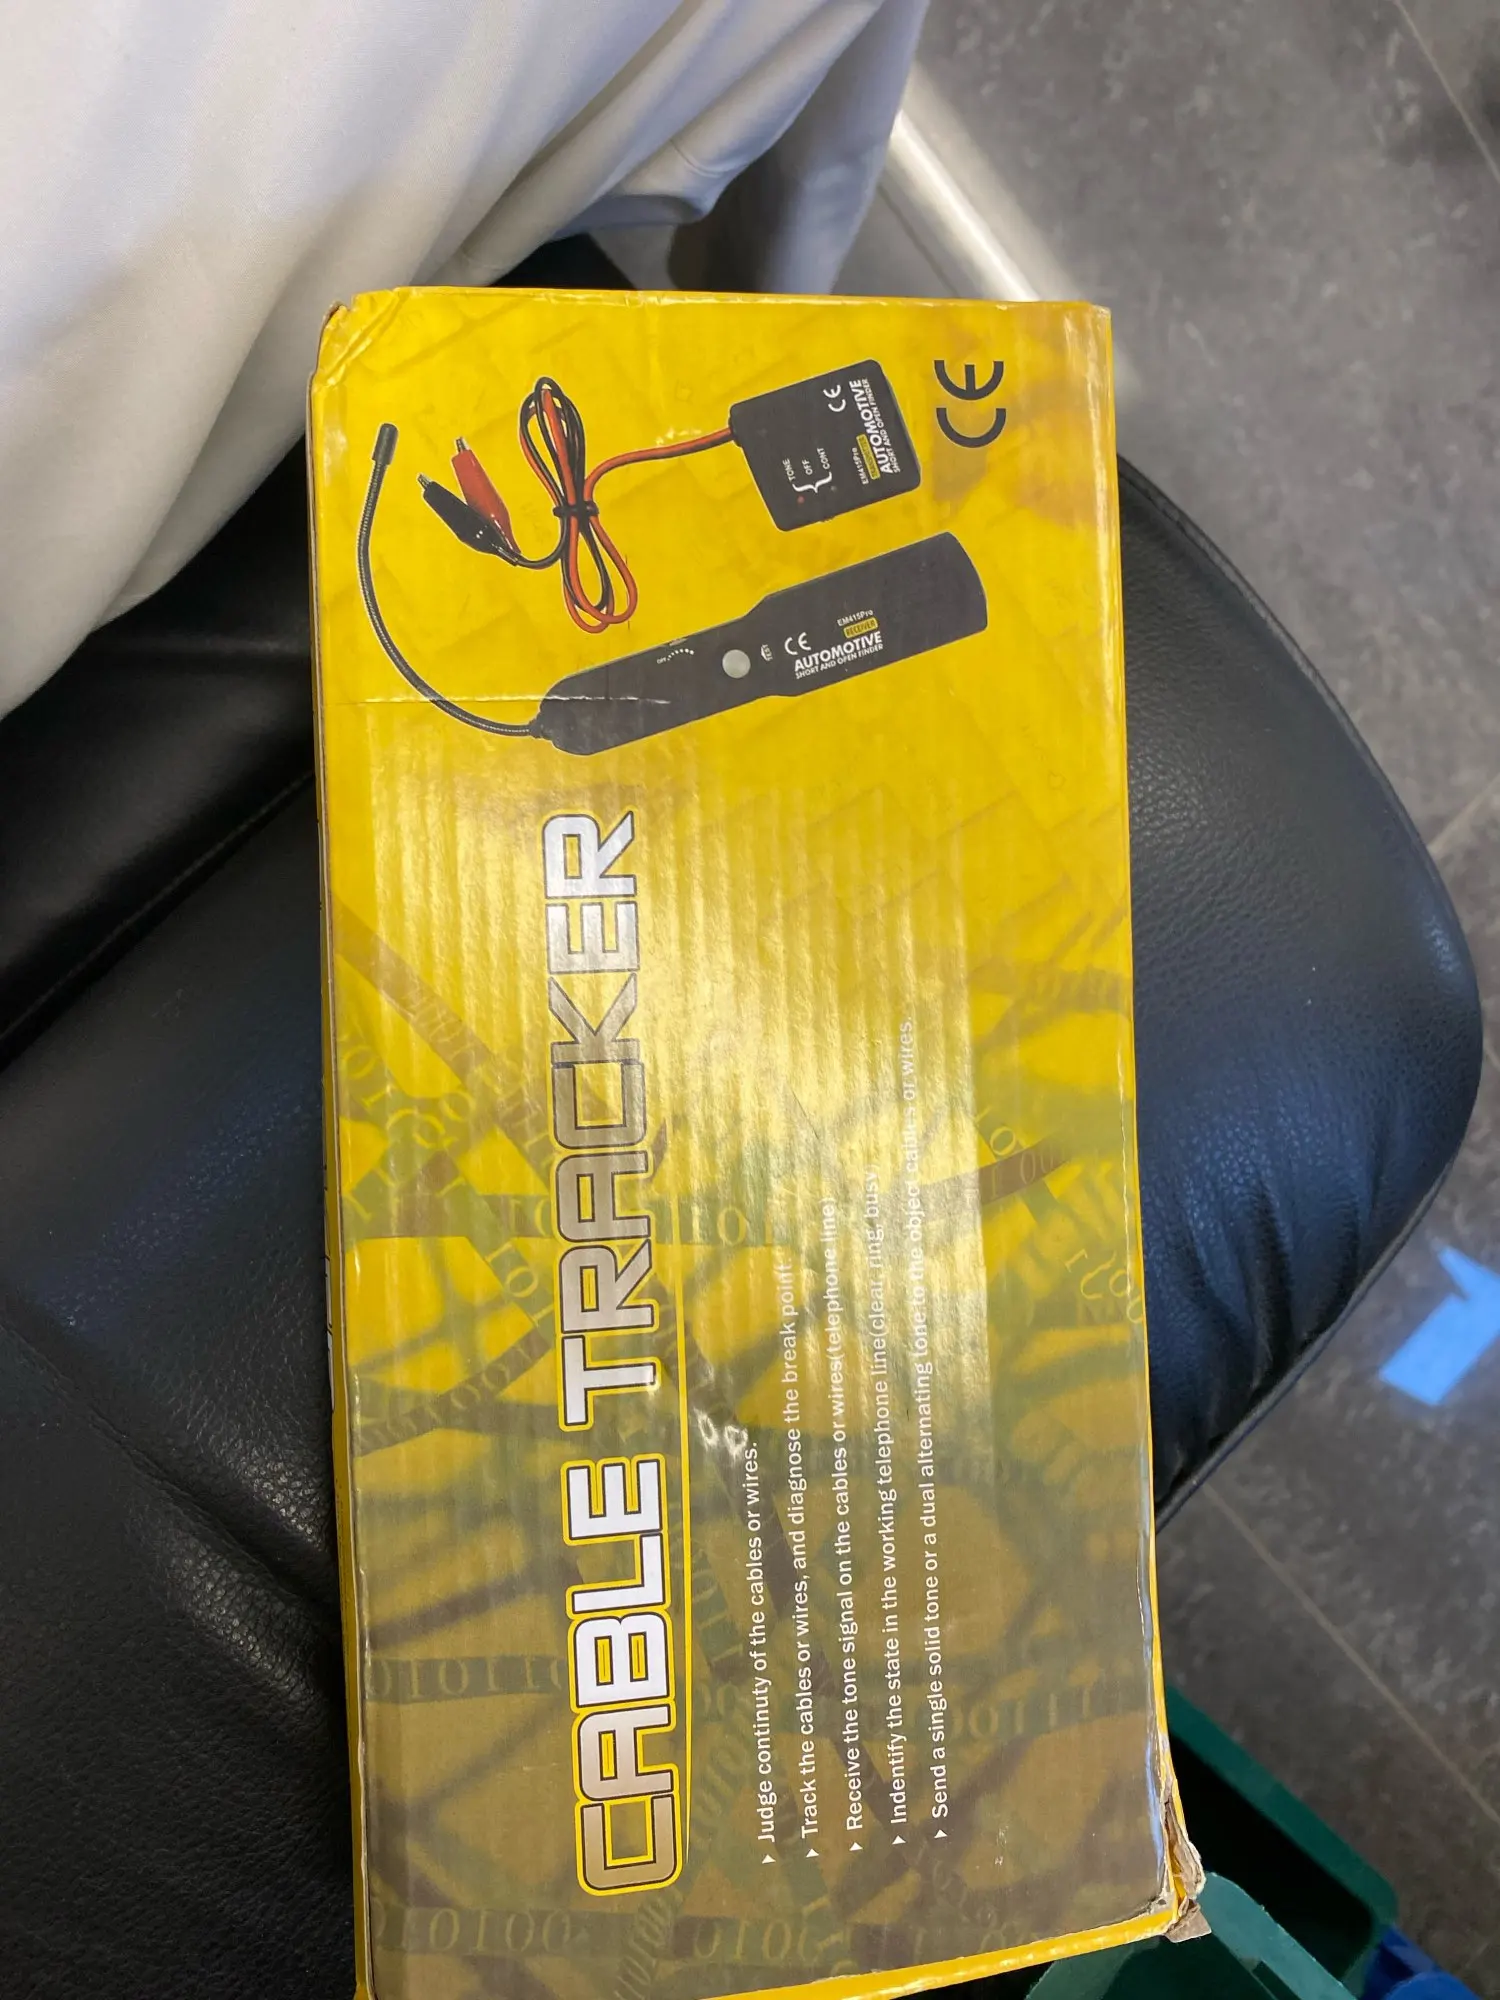 CABLE TRACKER
Judge continuty of the cables or wires.
Track the cables or wires, and diagnose the break point
Receive the tone signal on the cables or wires(telephone line)
Indentify the state in the working telephone line(clear, ring, busy
Send a single solid tone or a dual alternating tone to the object cables or wires.
TONE
OFF
CONT
CE
EM415Pro
AUTOMOTIVE
SHORT AND OPEN FINDER
CE
OFF
TEST
CE
EM415Pro
RECEIVER
AUTOMOTIVE
SHORT AND OPEN FINDER